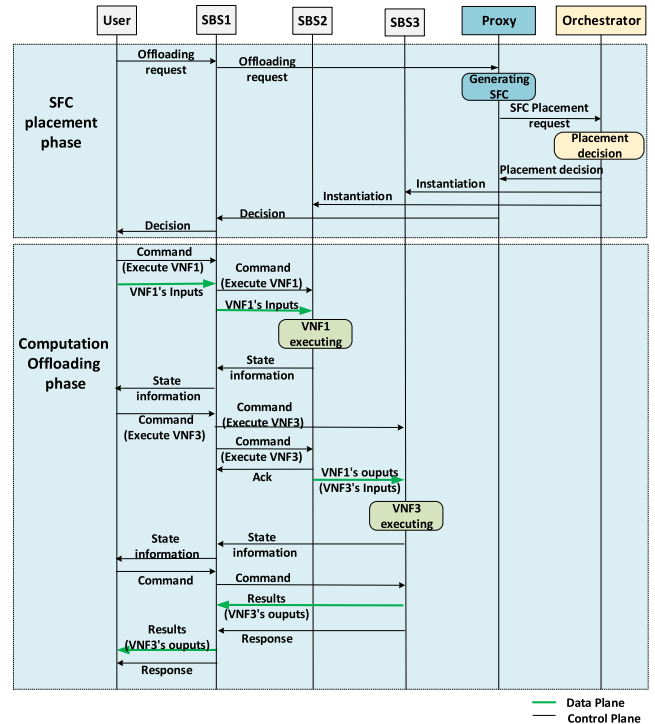 User SBS1 SBS2 SBS3 Proxy Orchestrator
SFC
placement
phase
Offloading
request
Offloading
request
Generating
SFC
SFC Placement
request
Placement
decision
Placement decision
Instantiation
Instantiation
Decision
Decision
Computation
Offloading
phase
Command
(Execute VNF1)
VNF1's Inputs
Command
(Execute VNF1)
VNF1's Inputs
VNF1
executing
State
information
State
information
Command
(Execute VNF3)
Command
(Execute VNF3)
Command
(Execute VNF3)
Ack
VNF1's ouputs
(VNF3's Inputs)
VNF3
executing
State
information
State
information
Command
Command
Results
(VNF3's ouputs)
Response
Results
(VNF3's ouputs)
Response
Data Plane
Control Plane